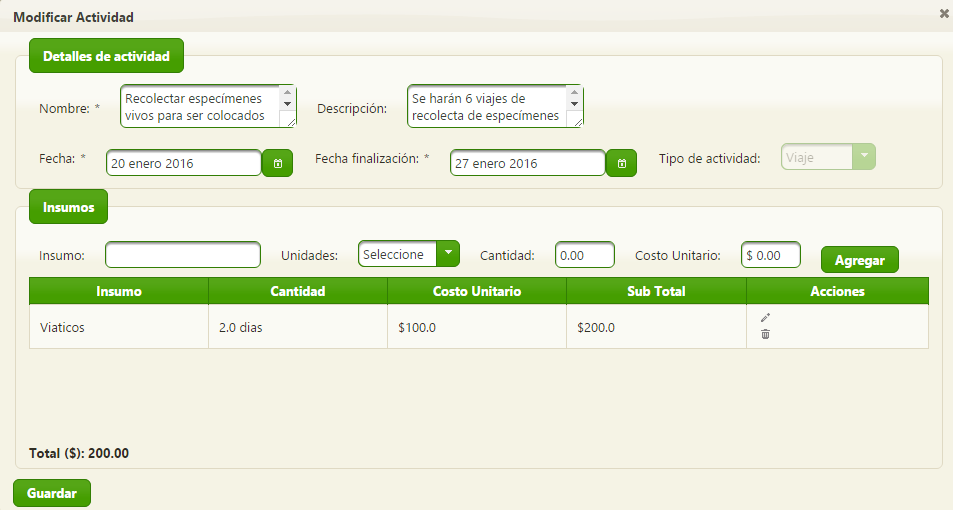 Modificar Actividad
Detalles de actividad
Nombre: * Recolectar especímenes vivos para ser colocados Descripción: Se harán 6 viajes de recolecta de especímenes
Fecha: * 20 enero 2016 Fecha finalización: * 27 enero 2016 Tipo de actividad: Viaje
Insumos
Insumo: Unidades: Seleccione Cantidad: 0.00 Costo Unitario: $ 0.00 Agregar
Insumo Cantidad Costo Unitario Sub Total Acciones
Viaticos 2.0 dias $100.0 $200.0
Total ($): 200.00
Guardar